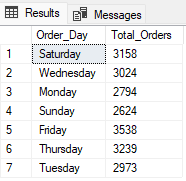 Results Messages
Order_Day Total_Orders
1 Saturday 3158
2 Wednesday 3024
3 Monday 2794
4 Sunday 2624
5 Friday 3538
6 Thursday 3239
7 Tuesday 2973